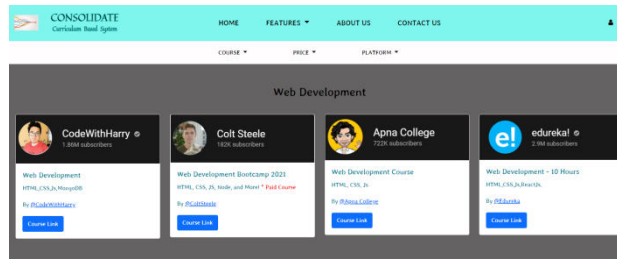 CONSOLIDATE
Curriculum Based System
HOME FEATURES ABOUT US CONTACT US
COURSE PRICE PLATFORM
Web Development
CodeWithHarry
1.86M subscribers
Web Development
HTML,CSS,Js,MongoDB
By @CodeWithHarry
Course Link
Colt Steele
182K subscribers
Web Development Bootcamp 2021
HTML, CSS, JS, Node, and More! * Paid Course
By @ColtSteele
Course Link
Apna College
722K subscribers
Web Development Course
HTML, CSS, Js.
By @Apna College
Course Link
e!
edureka!
2.9M subscribers
Web Development - 10 Hours
HTML,CSS,Js,ReactJs.
By @Edureka
Course Link